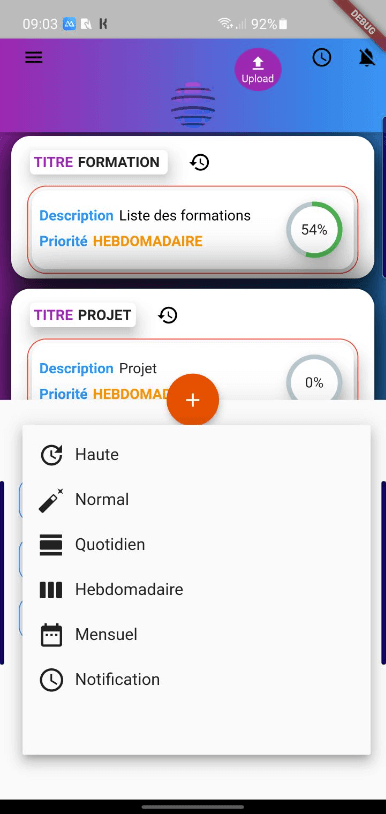 09:03
92%
DEBUG
Upload
TITRE FORMATION
Description Liste des formations
Priorité HEBDOMADAIRE
54%
TITRE PROJET
Description Projet
Priorité HEBDOMAD
0%
Haute
Normal
Quotidien
Hebdomadaire
Mensuel
Notification